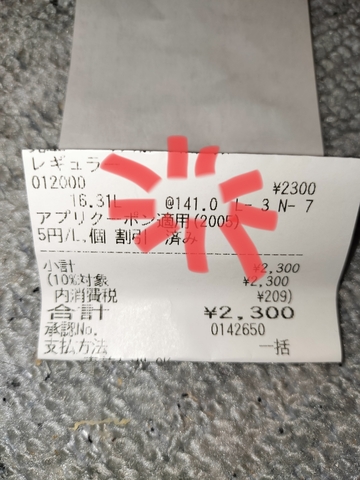 レギュラー
012000 ¥2300
16.31L @141.0 L- 3 N- 7
アプリクーポン適用(2005)
5円/L,個 割引 済み
小計 ¥2,300
(10%対象 ¥2,300
内消費税 ¥209)
合計 ¥2,300
承認No. 0142650
支払方法 一括